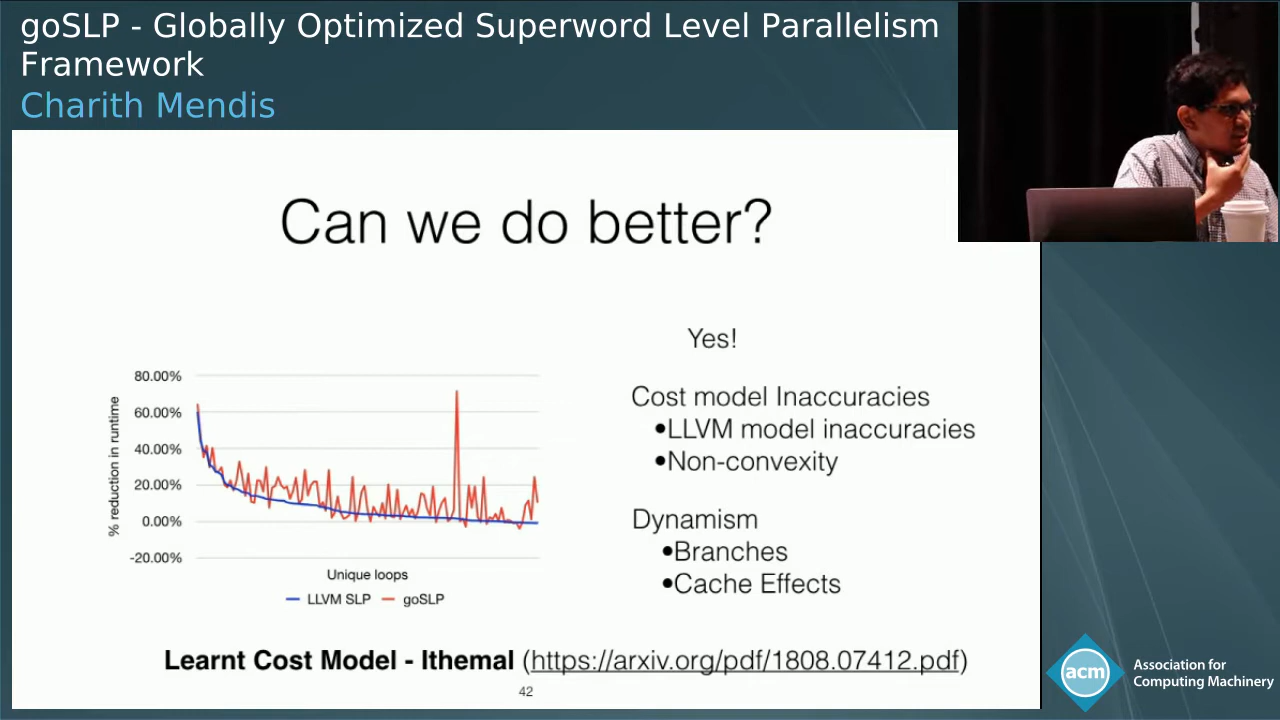 goSLP - Globally Optimized Superword Level Parallelism
Framework
Charith Mendis
Can we do better?
Yes!
Cost model Inaccuracies
•LLVM model inaccuracies
•Non-convexity
Dynamism
•Branches
•Cache Effects
% reduction in runtime
80.00%
60.00%
40.00%
20.00%
0.00%
-20.00%
Unique loops
LLVM SLP
goSLP
Learnt Cost Model - Ithemal (https://arxiv.org/pdf/1808.07412.pdf)
42
acm
Association for
Computing Machinery